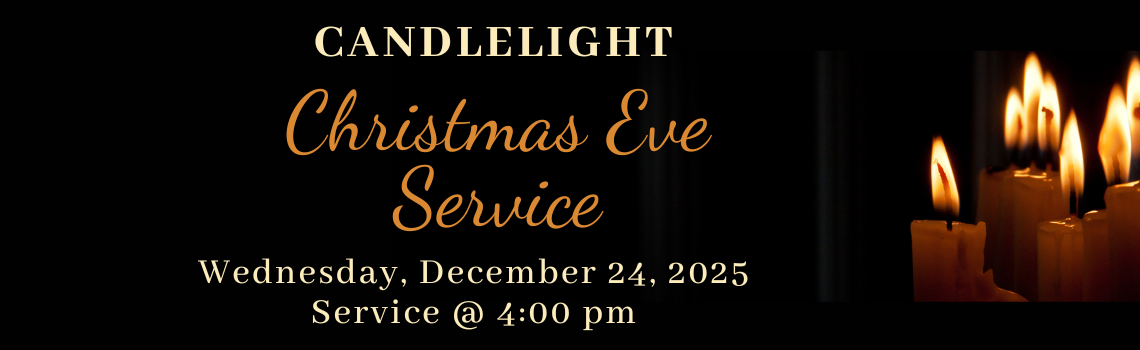 CANDLELIGHT
Christmas Eve
Service
Wednesday, December 24, 2025
Service @ 4:00 pm